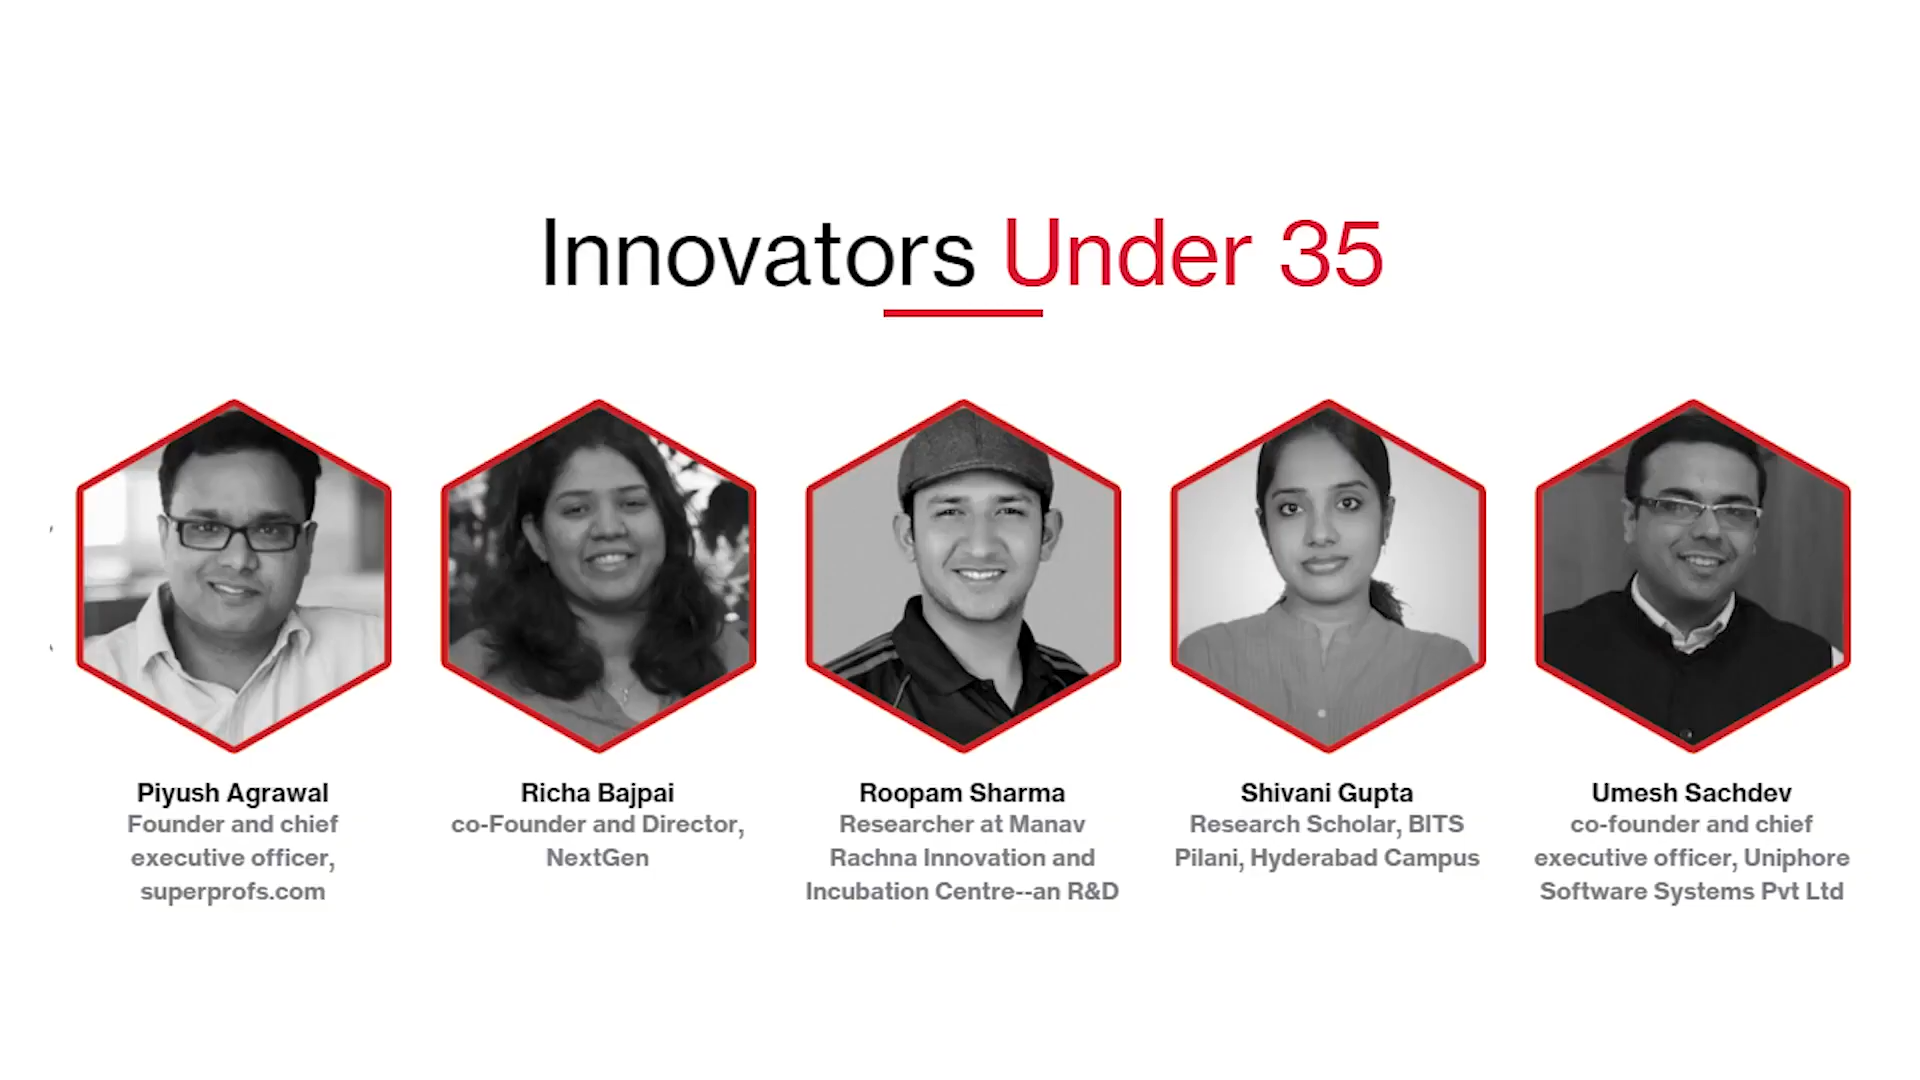 Innovators Under 35
Piyush Agrawal
Founder and chief
executive officer,
superprofs.com
Richa Bajpai
co-Founder and Director,
NextGen
Roopam Sharma
Researcher at Manav
Rachna Innovation and
Incubation Centre--an R&D
Shivani Gupta
Research Scholar, BITS
Pilani, Hyderabad Campus
Umesh Sachdev
co-founder and chief
executive officer, Uniphore
Software Systems Pvt Ltd